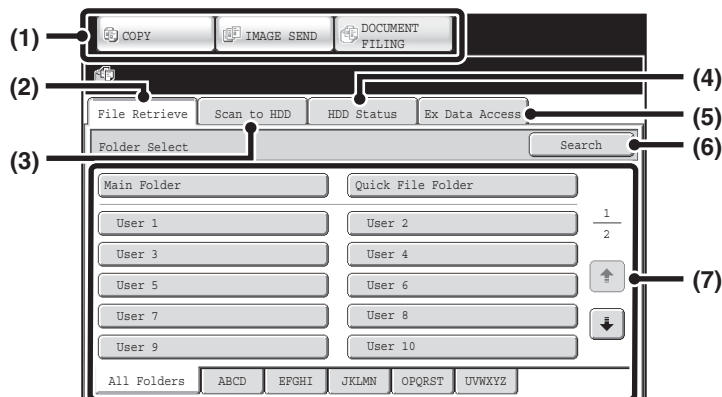 (1) COPY IMAGE SEND DOCUMENT
FILING
(2) (4)
File Retrieve Scan to HDD HDD Status Ex Data Access (5)
Folder Select Search (6)
(3)
Main Folder Quick File Folder
User 1 User 2 1
2
User 3 User 4
User 5 User 6 (7)
User 7 User 8
User 9 User 10
All Folders ABCD EFGHI JKLMN OPQRST UVWXYZ